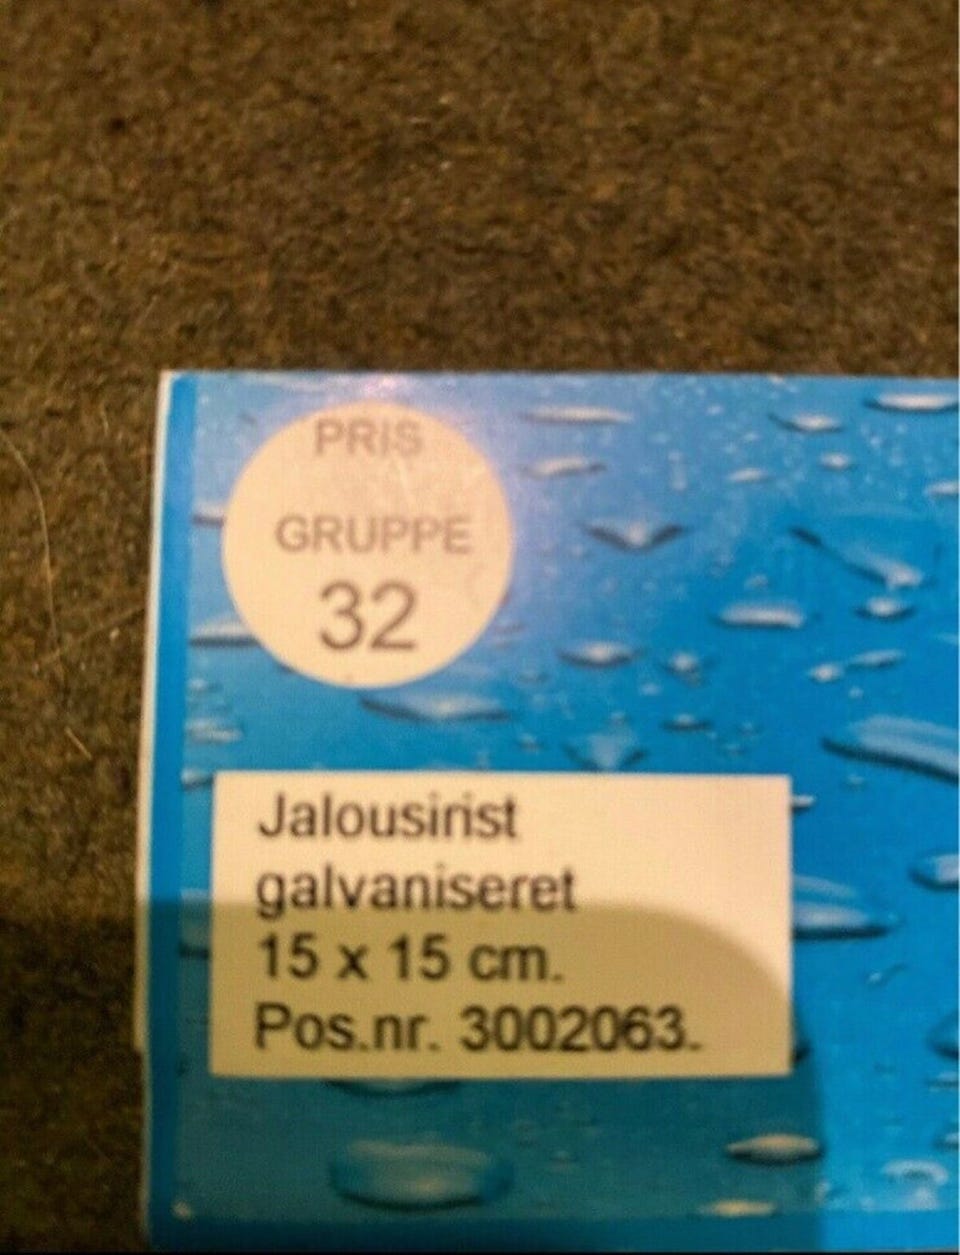 PRIS
GRUPPE
32
Jalousirist
galvaniseret
15 x 15 cm.
Pos.nr. 3002063.